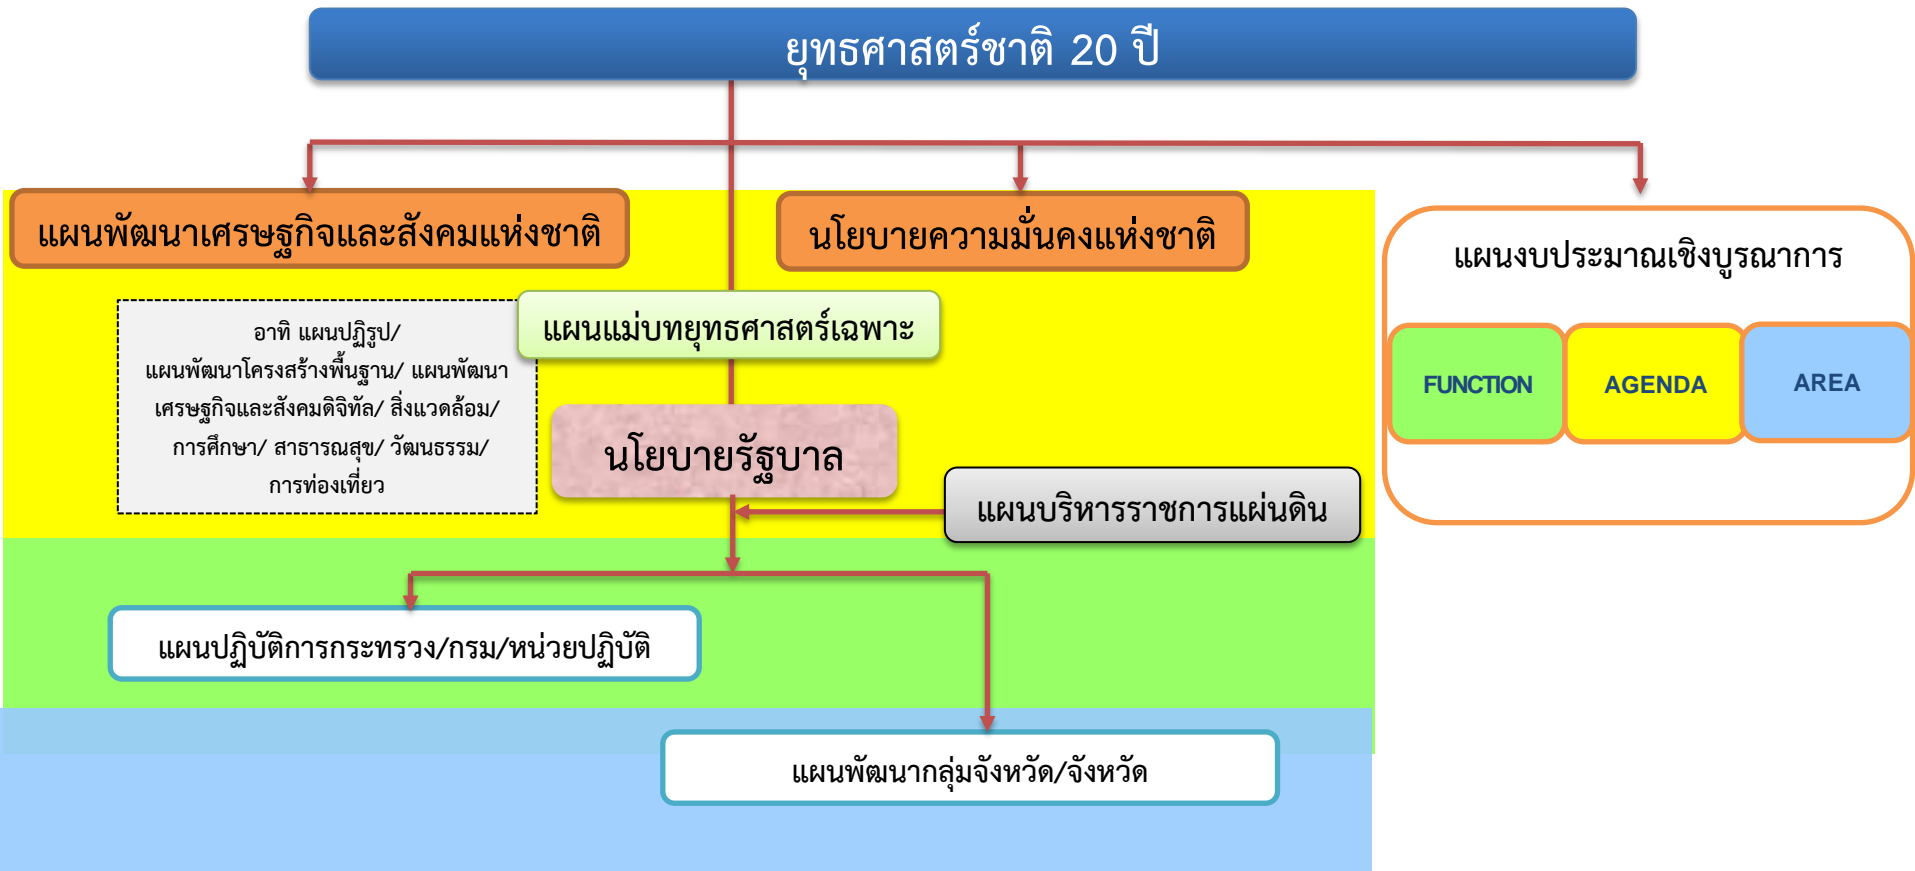 ยุทธศาสตร์ชาติ 20 ปี
แผนพัฒนาเศรษฐกิจและสังคมแห่งชาติ
นโยบายความมั่นคงแห่งชาติ
แผนงบประมาณเชิงบูรณาการ
FUNCTION
AGENDA
AREA
แผนแม่บทยุทธศาสตร์เฉพาะ
อาทิ แผนปฏิรูป/
แผนพัฒนาโครงสร้างพื้นฐาน/ แผนพัฒนา
เศรษฐกิจและสังคมดิจิทัล/ สิ่งแวดล้อม/
การศึกษา/ สาธารณสุข/ วัฒนธรรม/
การท่องเที่ยว
นโยบายรัฐบาล
แผนบริหารราชการแผ่นดิน
แผนปฏิบัติการกระทรวง/กรม/หน่วยปฏิบัติ
แผนพัฒนากลุ่มจังหวัด/จังหวัด